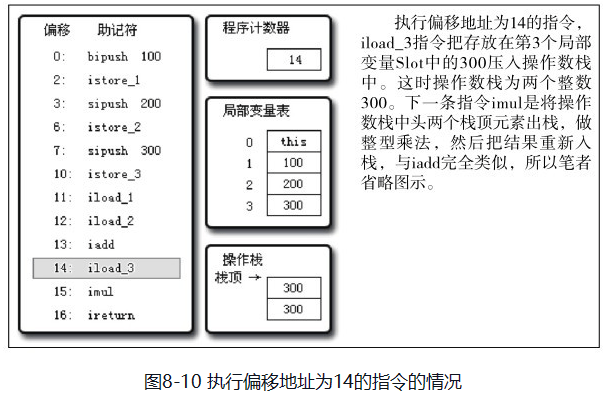 偏移 助记符
0: bipush 100
2: istore_1
3: sipush 200
6: istore_2
7: sipush 300
10: istore_3
11: iload_1
12: iload_2
13: iadd
14: iload_3
15: imul
16: ireturn
程序计数器
14
局部变量表
0 this
1 100
2 200
3 300
操作栈
栈顶 →
300
300
执行偏移地址为14的指令，
iload_3指令把存放在第3个局部
变量Slot中的300压入操作数栈
中。这时操作数栈为两个整数
300。下一条指令imul是将操作
数栈中头两个栈顶元素出栈，做
整型乘法，然后把结果重新入
栈，与iadd完全类似，所以笔者
省略图示。
图8-10 执行偏移地址为14的指令的情况